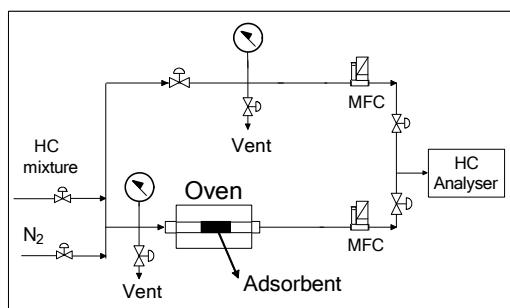 MFC
HC
mixture
Vent
HC
Analyser
Oven
N2
MFC
Vent
Adsorbent